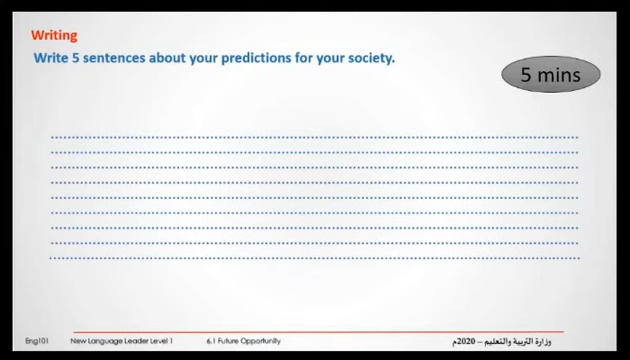 Writing
Write 5 sentences about your predictions for your society.
5 mins
Eng101 New Language Leader Level 1 6.1 Future Opportunity وزارة التربية والتعليم – 2020م